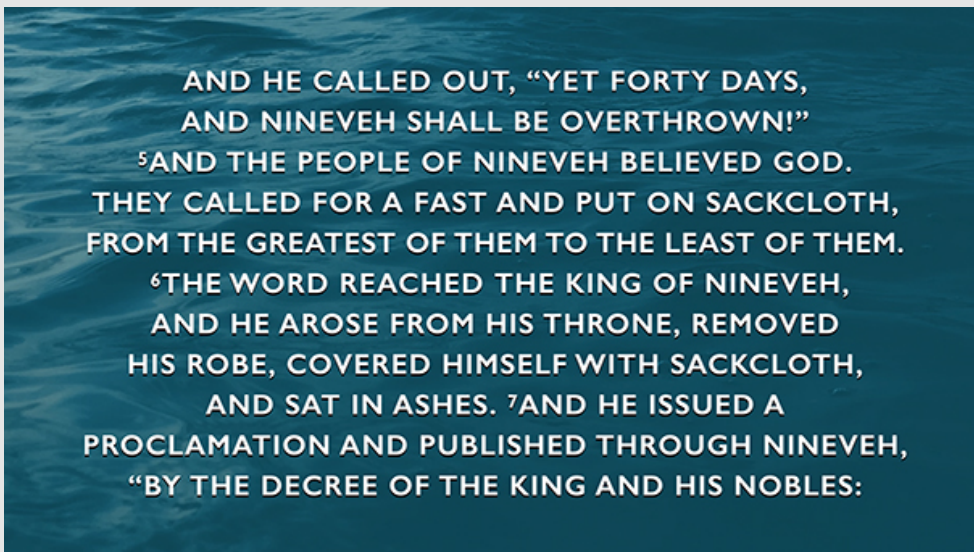 AND HE CALLED OUT, “YET FORTY DAYS,
AND NINEVEH SHALL BE OVERTHROWN!”
⁵AND THE PEOPLE OF NINEVEH BELIEVED GOD.
THEY CALLED FOR A FAST AND PUT ON SACKCLOTH,
FROM THE GREATEST OF THEM TO THE LEAST OF THEM.
⁶THE WORD REACHED THE KING OF NINEVEH,
AND HE AROSE FROM HIS THRONE, REMOVED
HIS ROBE, COVERED HIMSELF WITH SACKCLOTH,
AND SAT IN ASHES. ⁷AND HE ISSUED A
PROCLAMATION AND PUBLISHED THROUGH NINEVEH,
“BY THE DECREE OF THE KING AND HIS NOBLES: